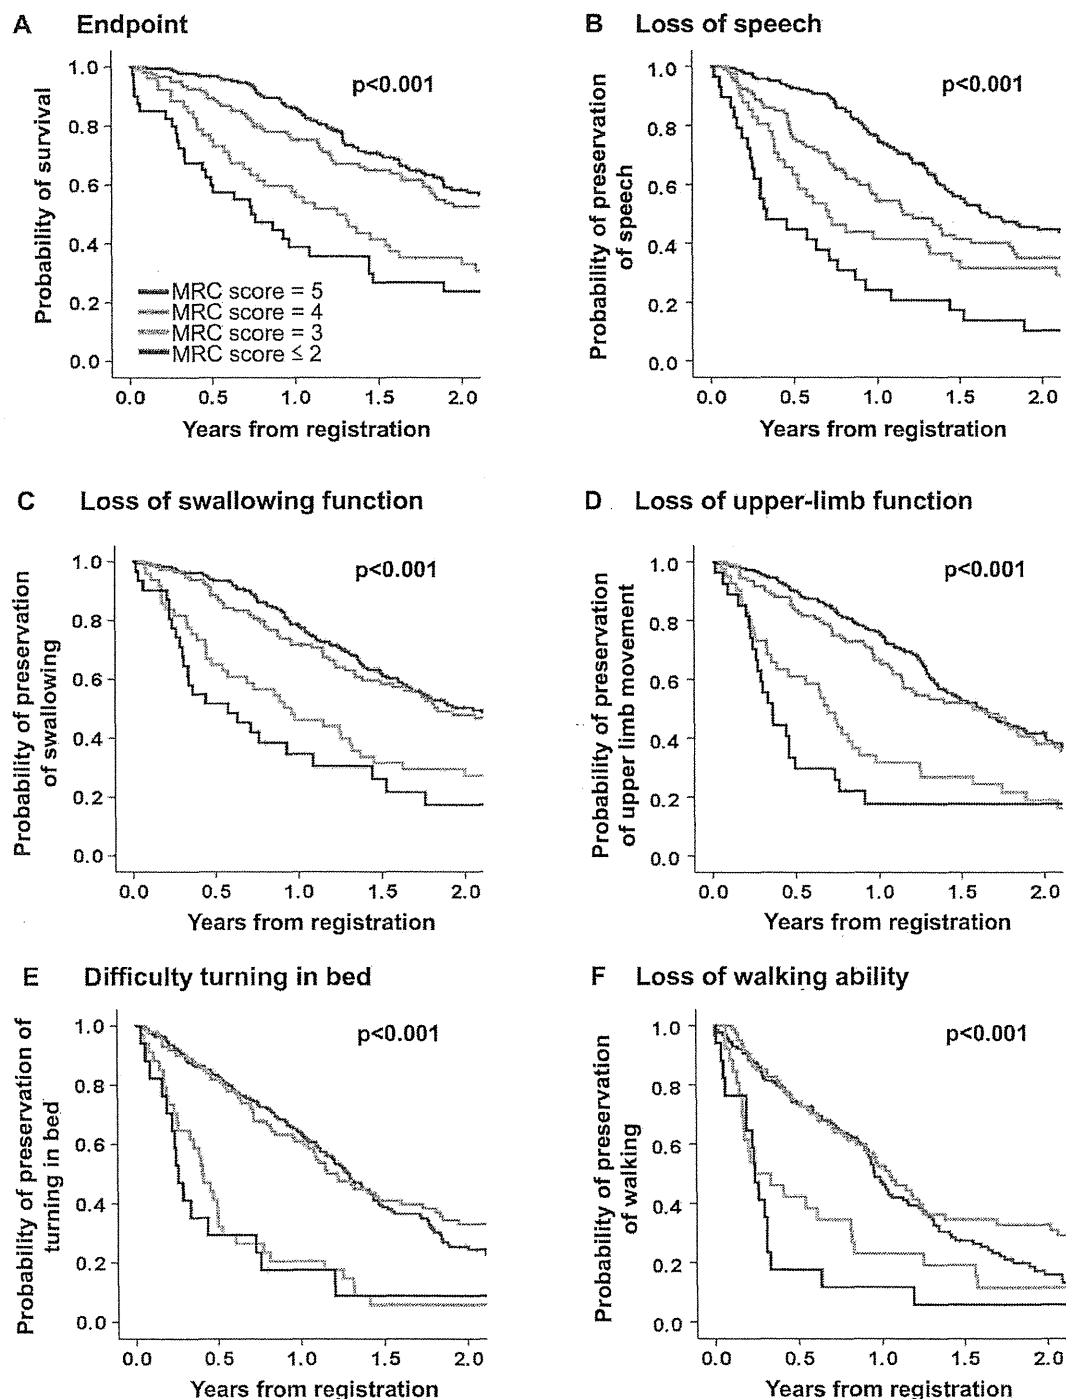 A Endpoint
Probability of survival
1.0
0.8
0.6
0.4
0.2
0.0
p<0.001
MRC score = 5
MRC score = 4
MRC score = 3
MRC score ≤ 2
0.0 0.5 1.0 1.5 2.0
Years from registration
B Loss of speech
Probability of preservation
of speech
1.0
0.8
0.6
0.4
0.2
0.0
p<0.001
0.0 0.5 1.0 1.5 2.0
Years from registration
C Loss of swallowing function
Probability of preservation
of swallowing
1.0
0.8
0.6
0.4
0.2
0.0
p<0.001
0.0 0.5 1.0 1.5 2.0
Years from registration
D Loss of upper-limb function
Probability of preservation
of upper limb movement
1.0
0.8
0.6
0.4
0.2
0.0
p<0.001
0.0 0.5 1.0 1.5 2.0
Years from registration
E Difficulty turning in bed
Probability of preservation of
turning in bed
1.0
0.8
0.6
0.4
0.2
0.0
p<0.001
0.0 0.5 1.0 1.5 2.0
Years from registration
F Loss of walking ability
Probability of preservation
of walking
1.0
0.8
0.6
0.4
0.2
0.0
p<0.001
0.0 0.5 1.0 1.5 2.0
Years from registration